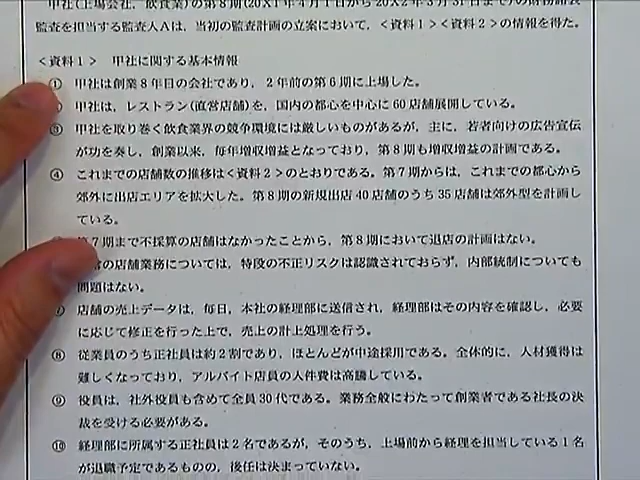 甲社(上場会社，飲食業)の第8期(20X1年4月1日から20X2年3月31日まで)の財務諸表
監査を担当する監査人Aは，当初の監査計画の立案において，＜資料1＞＜資料2＞の情報を得た。
＜資料1＞ 甲社に関する基本情報
① 甲社は創業8年目の会社であり，2年前の第6期に上場した。
甲社は，レストラン(直営店舗)を，国内の都心を中心に60店舗展開している。
③ 甲社を取り巻く飲食業界の競争環境には厳しいものがあるが，主に，若者向けの広告宣伝
が功を奏し，創業以来，毎年増収増益となっており，第8期も増収増益の計画である。
④ これまでの店舗数の推移は＜資料2＞のとおりである。第7期からは，これまでの都心から
郊外に出店エリアを拡大した。第8期の新規出店40店舗のうち35店舗は郊外型を計画し
ている。
第7期まで不採算の店舗はなかったことから，第8期において退店の計画はない。
の店舗業務については，特段の不正リスクは認識されておらず，内部統制についても
問題はない。
⑦ 店舗の売上データは，毎日，本社の経理部に送信され，経理部はその内容を確認し，必要
に応じて修正を行った上で，売上の計上処理を行う。
⑧ 従業員のうち正社員は約2割であり，ほとんどが中途採用である。全体的に，人材獲得は
難しくなっており，アルバイト店員の人件費は高騰している。
⑨ 役員は，社外役員も含めて全員30代である。業務全般にわたって創業者である社長の決
裁を受ける必要がある。
⑩ 経理部に所属する正社員は2名であるが，そのうち，上場前から経理を担当している1名
が退職予定であるものの，後任は決まっていない。